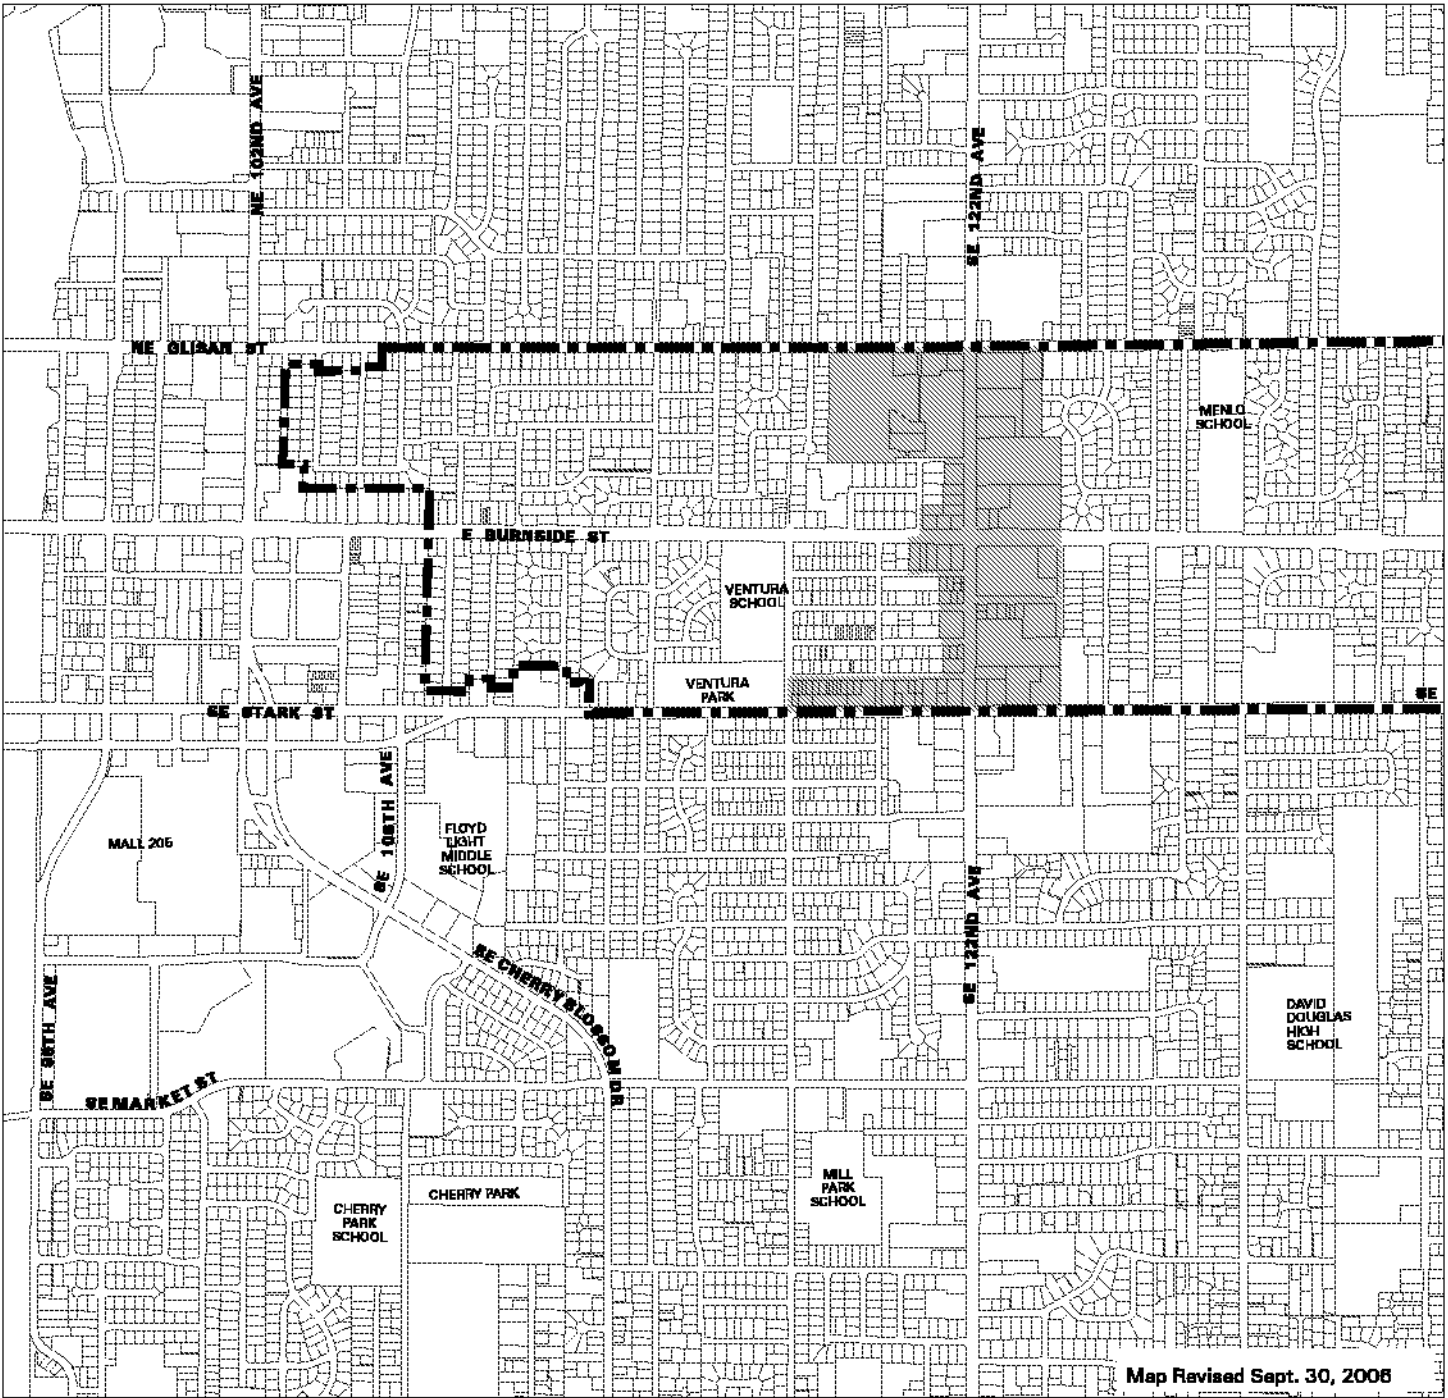 NE 102ND AVE
SE 122ND AVE
NE GLISAN ST
MENLO
SCHOOL
E BURNSIDE ST
VENTURA
SCHOOL
VENTURA
PARK
SE
SE STARK ST
SE 106TH AVE
MALL 205
FLOYD
LIGHT
MIDDLE
SCHOOL
SE 122ND AVE
SE CHERRY BLOSSOM DR
SE 96TH AVE
DAVID
DOUGLAS
HIGH
SCHOOL
SE MARKET ST
MILL
PARK
SCHOOL
CHERRY PARK
CHERRY
PARK
SCHOOL
Map Revised Sept. 30, 2006